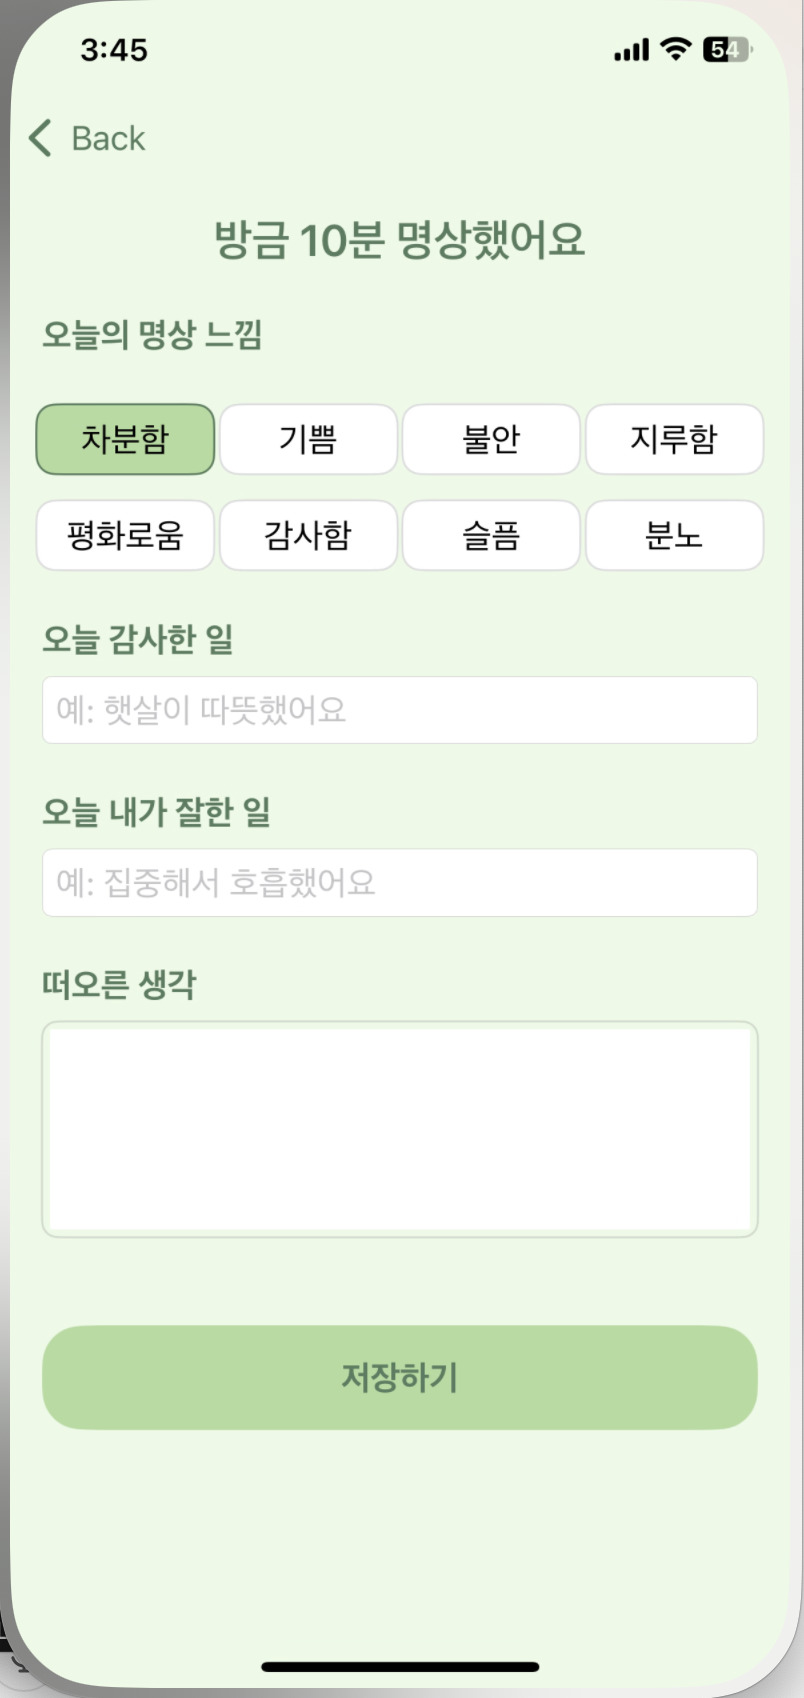 3:45
54
Back
방금 10분 명상했어요
오늘의 명상 느낌
차분함 기쁨 불안 지루함
평화로움 감사함 슬픔 분노
오늘 감사한 일
예: 햇살이 따뜻했어요
오늘 내가 잘한 일
예: 집중해서 호흡했어요
떠오른 생각
저장하기